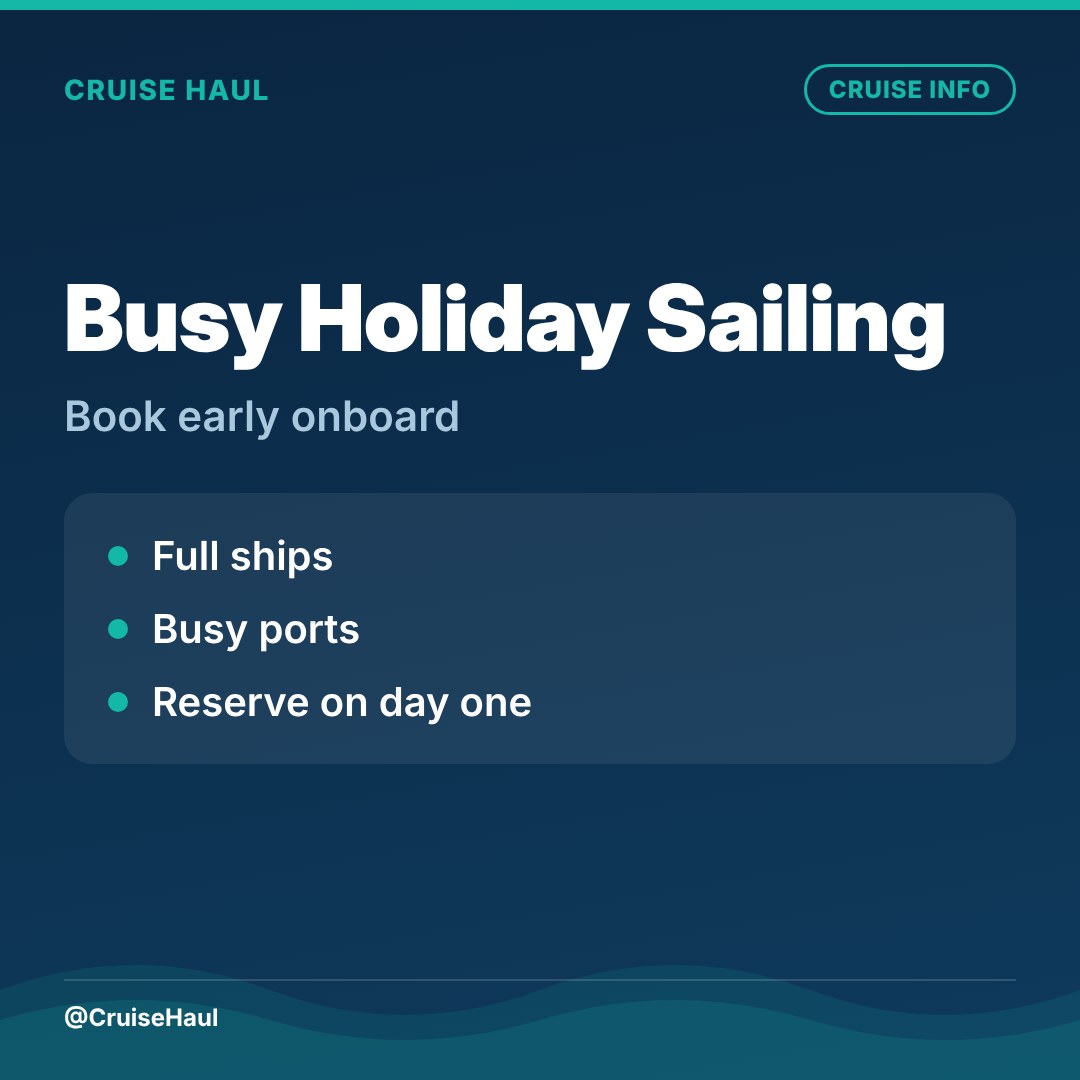 CRUISE HAUL
CRUISE INFO
Busy Holiday Sailing
Book early onboard
Full ships
Busy ports
Reserve on day one
@CruiseHaul